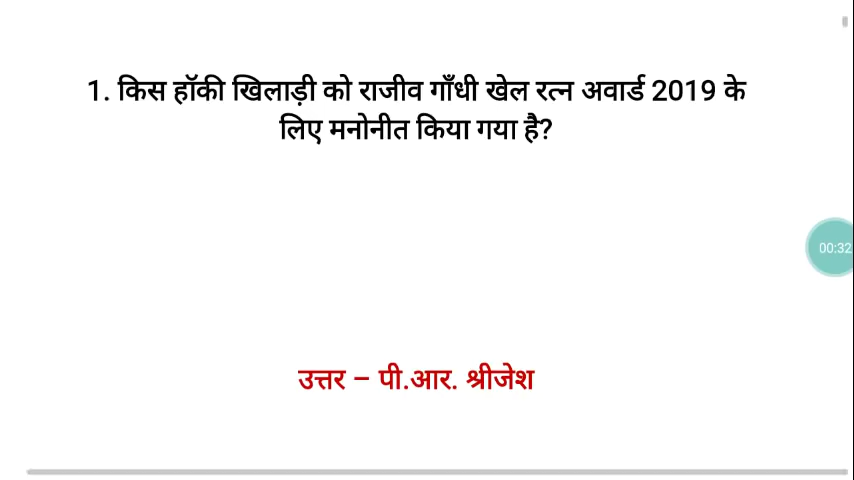 1. किस हॉकी खिलाड़ी को राजीव गाँधी खेल रत्न अवार्ड 2019 के
लिए मनोनीत किया गया है?
00:32
उत्तर – पी.आर. श्रीजेश